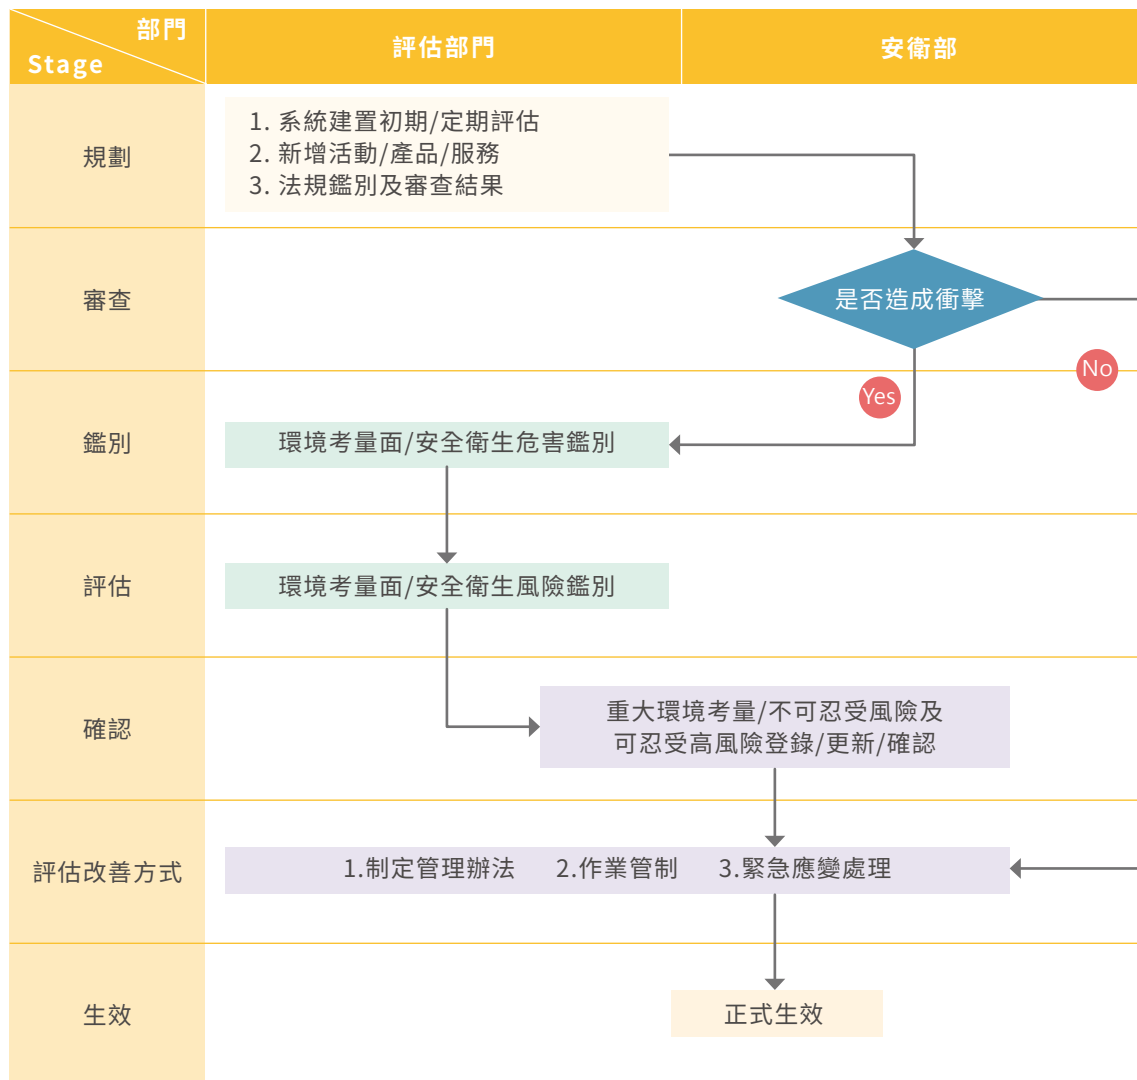 部門
Stage
評估部門
安衛部
規劃
1. 系統建置初期/定期評估
2. 新增活動/產品/服務
3. 法規鑑別及審查結果
審查
是否造成衝擊
No
Yes
鑑別
環境考量面/安全衛生危害鑑別
評估
環境考量面/安全衛生風險鑑別
確認
重大環境考量/不可忍受風險及
可忍受高風險登錄/更新/確認
評估改善方式
1.制定管理辦法 2.作業管制 3.緊急應變處理
生效
正式生效